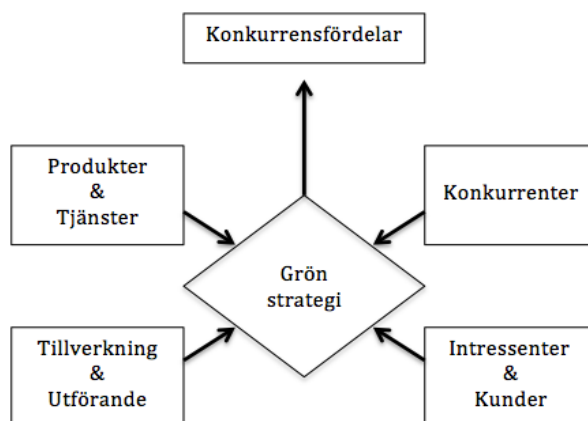 Konkurrensfördelar
Produkter
&
Tjänster
Konkurrenter
Grön
strategi
Tillverkning
&
Utförande
Intressenter
&
Kunder